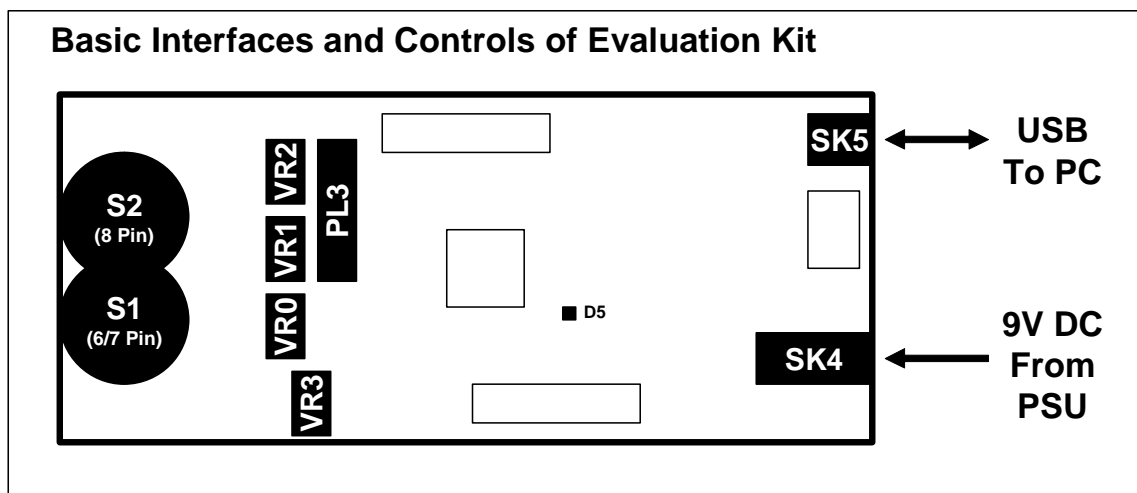 Basic Interfaces and Controls of Evaluation Kit
S2
(8 Pin)
S1
(6/7 Pin)
VR2
VR1
VR0
VR3
PL3
D5
SK5
USB
To PC
SK4
9V DC
From
PSU